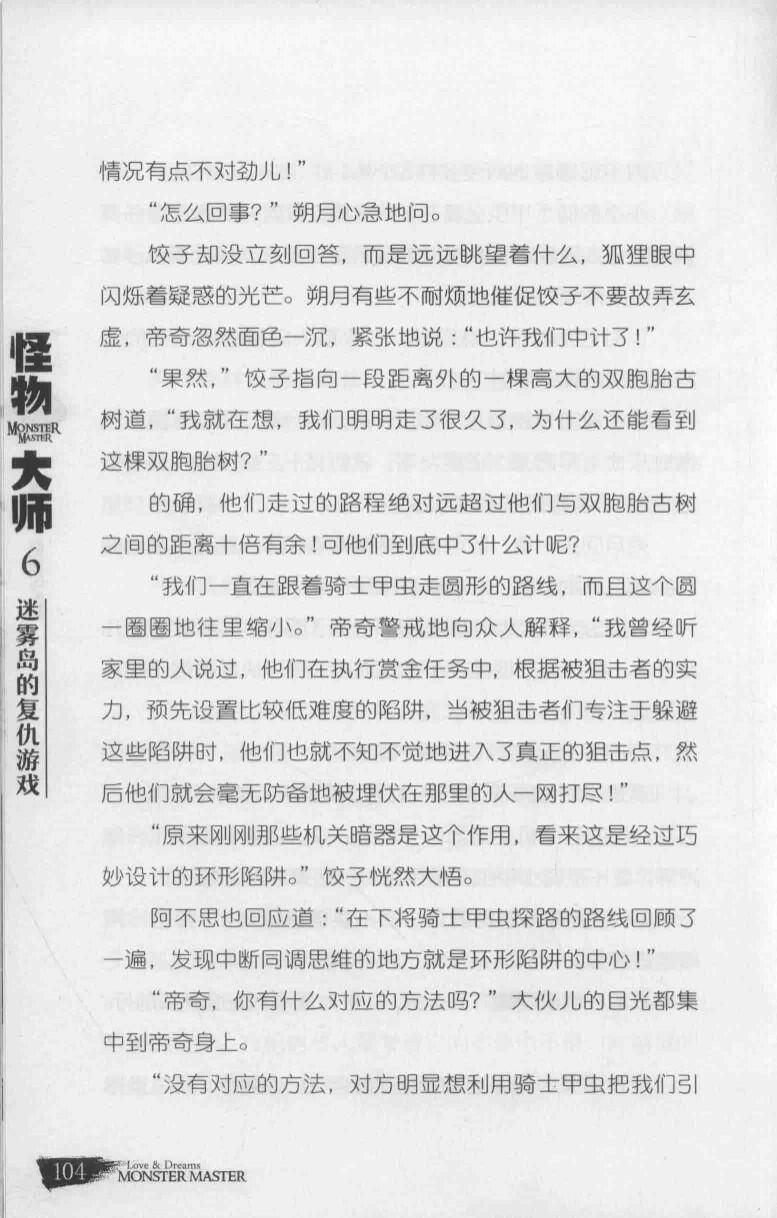 情况有点不对劲儿！”
“怎么回事？”朔月心急地问。
饺子却没立刻回答，而是远远眺望着什么，狐狸眼中
闪烁着疑惑的光芒。朔月有些不耐烦地催促饺子不要故弄玄
虚，帝奇忽然面色一沉，紧张地说：“也许我们中计了！”
“果然，”饺子指向一段距离外的一棵高大的双胞胎古
树道，“我就在想，我们明明走了很久了，为什么还能看到
这棵双胞胎树？”
的确，他们走过的路程绝对远超过他们与双胞胎古树
之间的距离十倍有余！可他们到底中了什么计呢？
“我们一直在跟着骑士甲虫走圆形的路线，而且这个圆
一圈圈地往里缩小。”帝奇警戒地向众人解释，“我曾经听
家里的人说过，他们在执行赏金任务中，根据被狙击者的实
力，预先设置比较低难度的陷阱，当被狙击者们专注于躲避
这些陷阱时，他们也就不知不觉地进入了真正的狙击点，然
后他们就会毫无防备地被埋伏在那里的人一网打尽！”
“原来刚刚那些机关暗器是这个作用，看来这是经过巧
妙设计的环形陷阱。”饺子恍然大悟。
阿不思也回应道：“在下将骑士甲虫探路的路线回顾了
一遍，发现中断同调思维的地方就是环形陷阱的中心！”
“帝奇，你有什么对应的方法吗？”大伙儿的目光都集
中到帝奇身上。
“没有对应的方法，对方明显想利用骑士甲虫把我们引
怪物
MONSTER
MASTER
大师
6
迷雾岛的复仇游戏
104
Love & Dreams
MONSTER MASTER